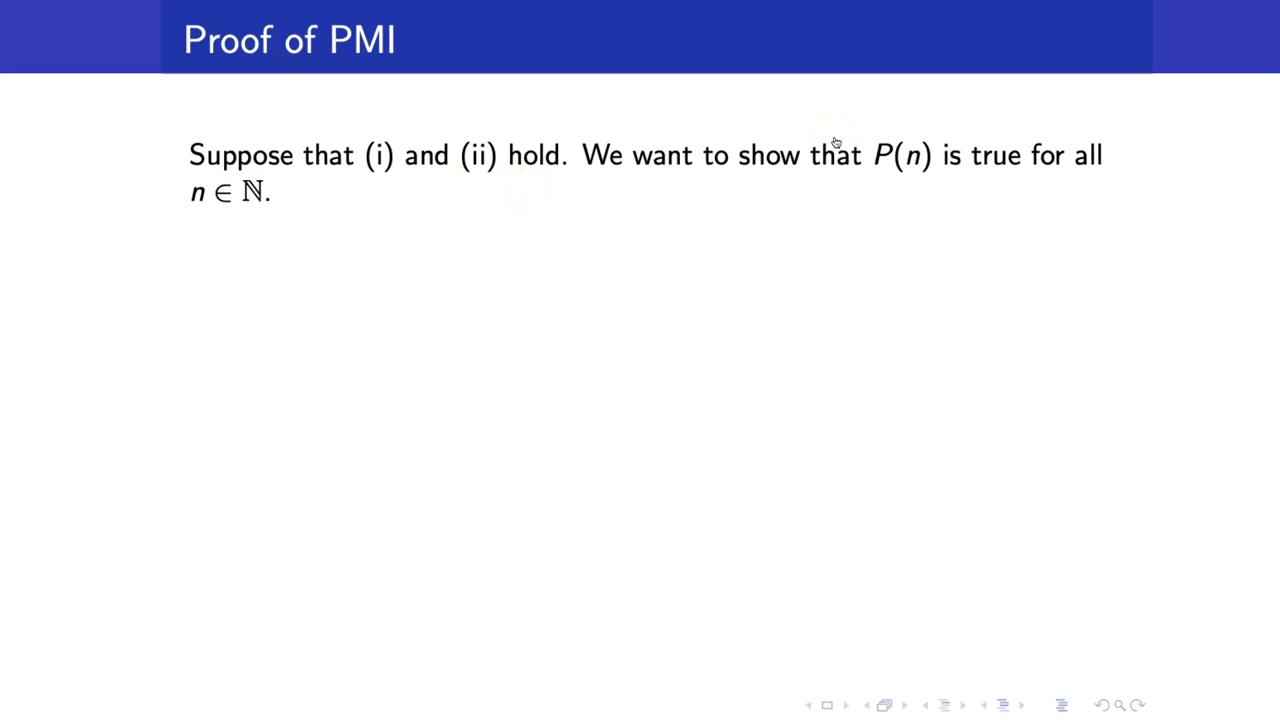 Proof of PMI
Suppose that (i) and (ii) hold. We want to show that P(n) is true for all
n ∈ ℕ.